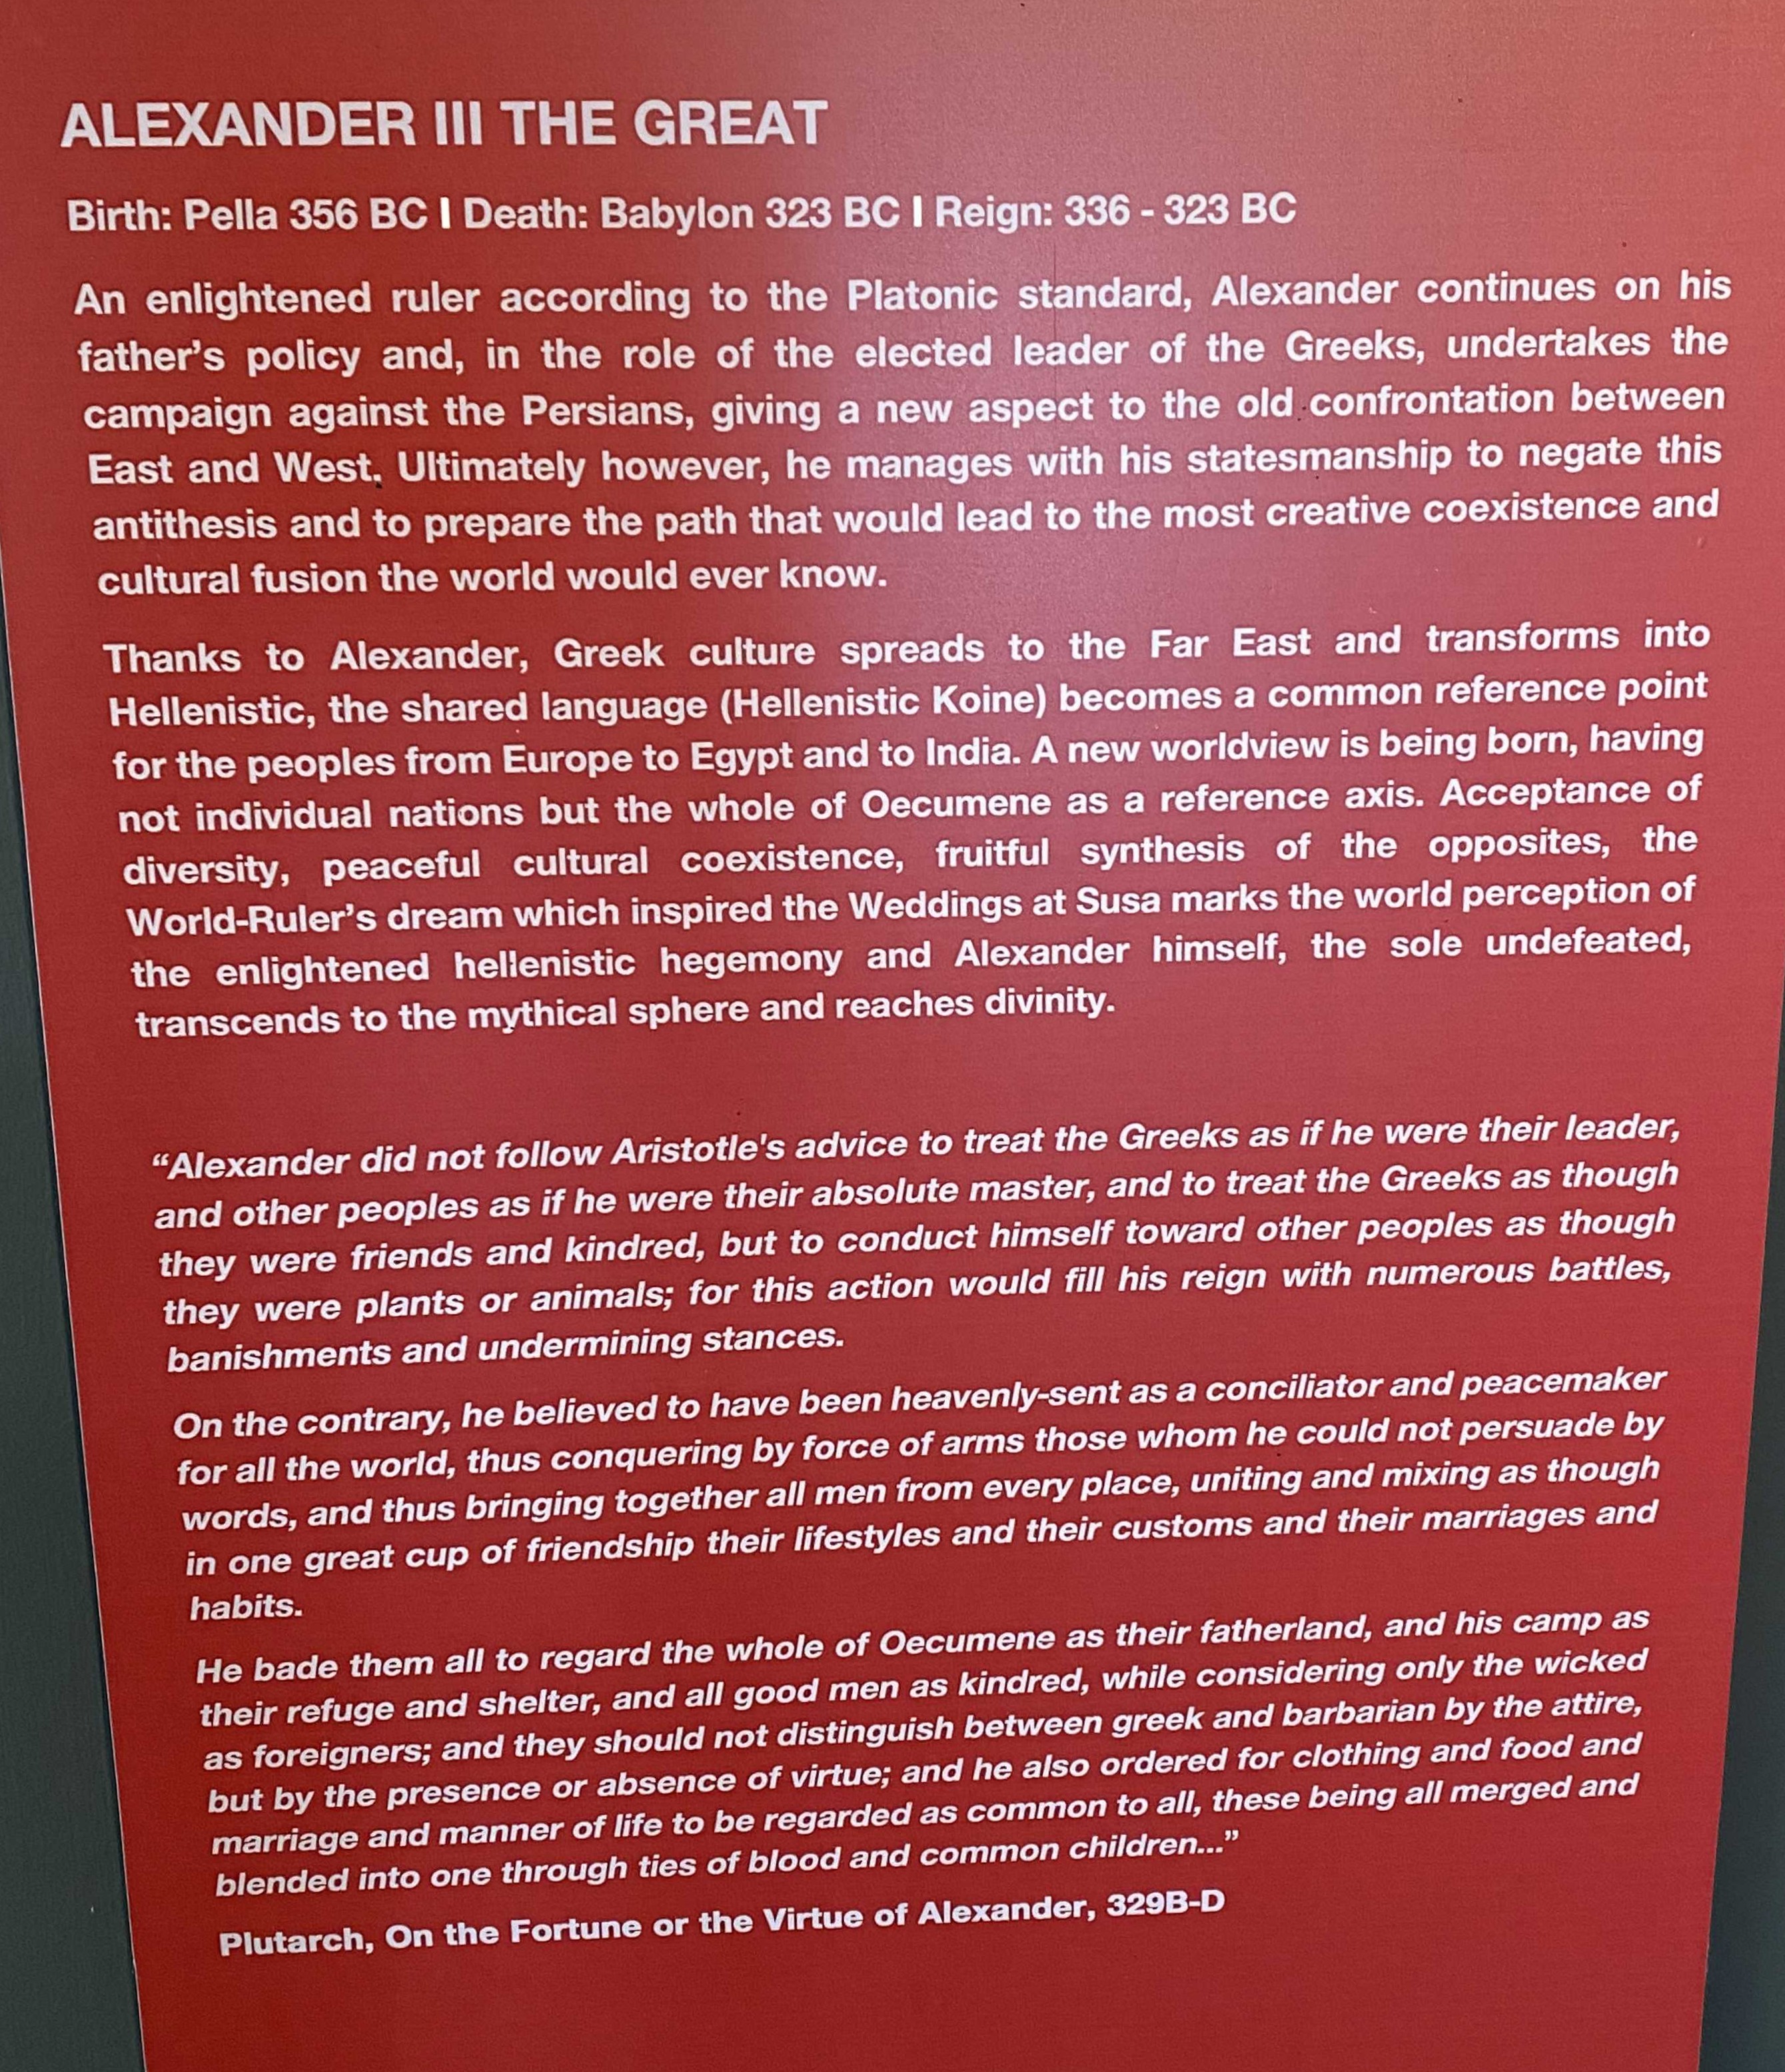 ALEXANDER III THE GREAT
Birth: Pella 356 BC I Death: Babylon 323 BC I Reign: 336 - 323 BC
An enlightened ruler according to the Platonic standard, Alexander continues on his
father's policy and, in the role of the elected leader of the Greeks, undertakes the
campaign against the Persians, giving a new aspect to the old confrontation between
East and West. Ultimately however, he manages with his statesmanship to negate this
antithesis and to prepare the path that would lead to the most creative coexistence and
cultural fusion the world would ever know.
Thanks to Alexander, Greek culture spreads to the Far East and transforms into
Hellenistic, the shared language (Hellenistic Koine) becomes a common reference point
for the peoples from Europe to Egypt and to India. A new worldview is being born, having
not individual nations but the whole of Oecumene as a reference axis. Acceptance of
diversity, peaceful cultural coexistence, fruitful synthesis of the opposites, the
World-Ruler's dream which inspired the Weddings at Susa marks the world perception of
the enlightened hellenistic hegemony and Alexander himself, the sole undefeated,
transcends to the mythical sphere and reaches divinity.
“Alexander did not follow Aristotle's advice to treat the Greeks as if he were their leader,
and other peoples as if he were their absolute master, and to treat the Greeks as though
they were friends and kindred, but to conduct himself toward other peoples as though
they were plants or animals; for this action would fill his reign with numerous battles,
banishments and undermining stances.
On the contrary, he believed to have been heavenly-sent as a conciliator and peacemaker
for all the world, thus conquering by force of arms those whom he could not persuade by
words, and thus bringing together all men from every place, uniting and mixing as though
in one great cup of friendship their lifestyles and their customs and their marriages and
habits.
He bade them all to regard the whole of Oecumene as their fatherland, and his camp as
their refuge and shelter, and all good men as kindred, while considering only the wicked
as foreigners; and they should not distinguish between greek and barbarian by the attire,
but by the presence or absence of virtue; and he also ordered for clothing and food and
marriage and manner of life to be regarded as common to all, these being all merged and
blended into one through ties of blood and common children...”
Plutarch, On the Fortune or the Virtue of Alexander, 329B-D